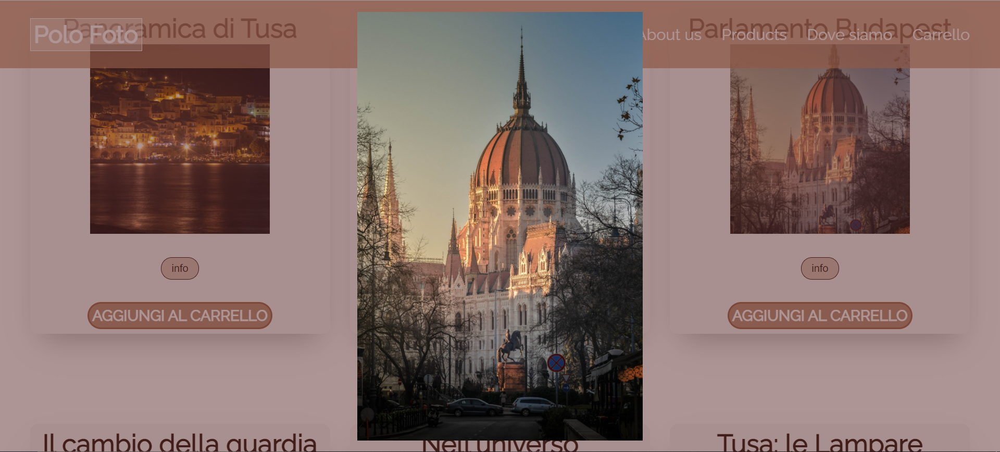 Panoramica di Tusa
Parlamento Budapest
Polo Foto
About us Products Dove siamo Carrello
info
info
AGGIUNGI AL CARRELLO
AGGIUNGI AL CARRELLO
Il cambio della guardia
Nell'universo
Tusa: le Lampare